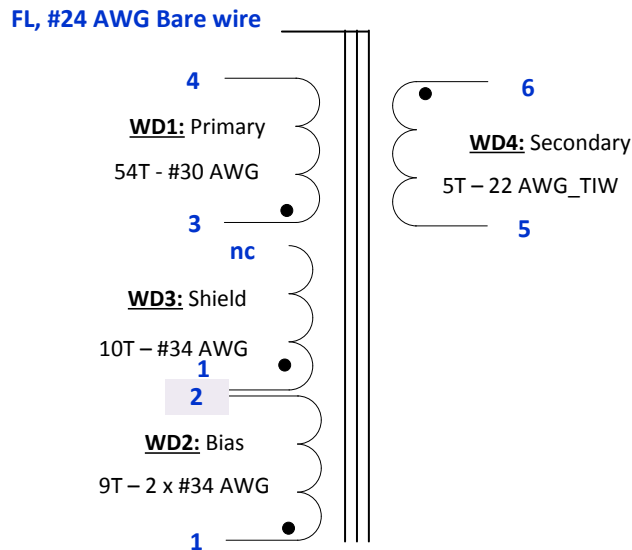 FL, #24 AWG Bare wire
4
WD1: Primary
54T - #30 AWG
3
6
WD4: Secondary
5T – 22 AWG_TIW
5
nc
WD3: Shield
10T – #34 AWG
1
2
WD2: Bias
9T – 2 x #34 AWG
1